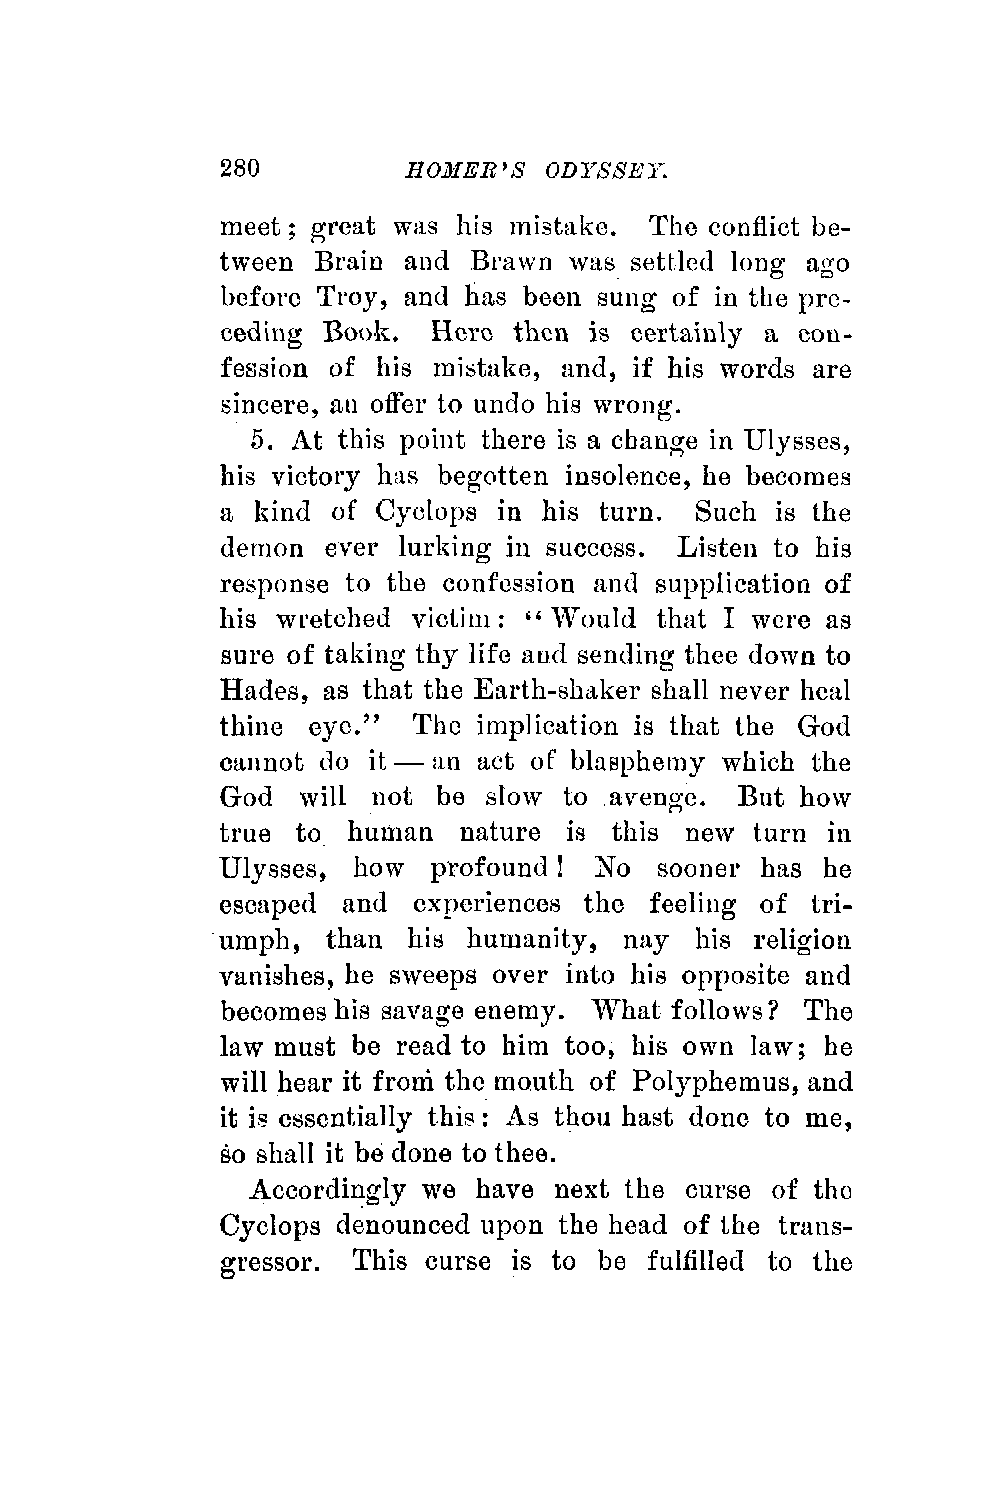 280 HOMER'S ODYSSEY.
meet; great was his mistake. The conflict be-
tween Brain and Brawn was settled long ago
before Troy, and has been sung of in the pre-
ceding Book. Here then is certainly a con-
fession of his mistake, and, if his words are
sincere, an offer to undo his wrong.
5. At this point there is a change in Ulysses,
his victory has begotten insolence, he becomes
a kind of Cyclops in his turn. Such is the
demon ever lurking in success. Listen to his
response to the confession and supplication of
his wretched victim: “Would that I were as
sure of taking thy life and sending thee down to
Hades, as that the Earth-shaker shall never heal
thine eye.” The implication is that the God
cannot do it — an act of blasphemy which the
God will not be slow to avenge. But how
true to human nature is this new turn in
Ulysses, how profound! No sooner has he
escaped and experiences the feeling of tri-
umph, than his humanity, nay his religion
vanishes, he sweeps over into his opposite and
becomes his savage enemy. What follows? The
law must be read to him too, his own law; he
will hear it from the mouth of Polyphemus, and
it is essentially this: As thou hast done to me,
so shall it be done to thee.
Accordingly we have next the curse of the
Cyclops denounced upon the head of the trans-
gressor. This curse is to be fulfilled to the